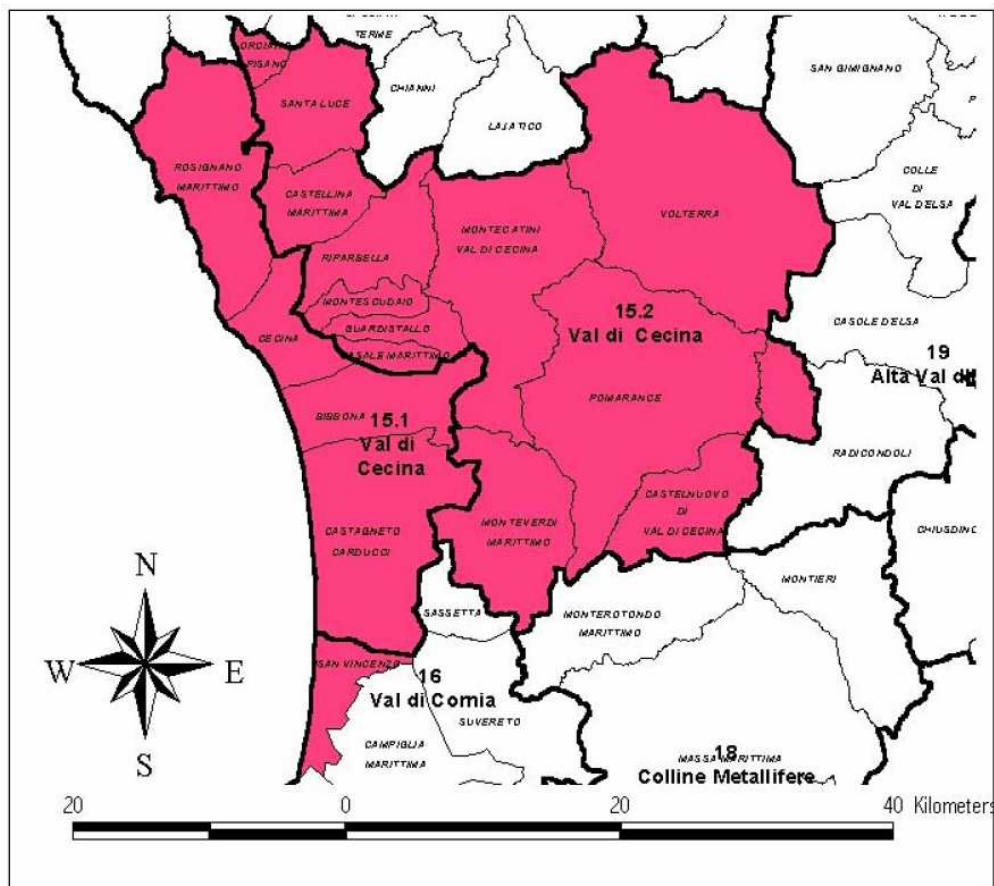 ORCIANO
PISANO
TERME
CHIANNI
SAN GIMIGNANO
SANTA LUCE
LAJATICO
ROSIGNANO
MARITTIMO
COLLE
DI
VAL D'ELSA
CASTELLINA
MARITTIMA
VOLTERRA
MONTECATINI
VAL DI CECINA
RIPARBELLA
MONTESCUDAIO
GUARDISTALLO
CASALE MARITTIMO
CECINA
15.2
Val di Cecina
CASOLE D'ELSA
19
Alta Val d
POMARANCE
BIBBONA
15.1
Val di
Cecina
RADICONDOLI
CASTELNUOVO
DI
VAL DI CECINA
CASTAGNETO
CARDUCCI
MONTEVERDI
MARITTIMO
CHIUSDINO
MONTIERI
SASSETTA
MONTEROTONDO
MARITTIMO
N
W
E
S
SAN VINCENZO
16
Val di Cornia
SUVERETO
CAMPIGLIA
MARITTIMA
MASSA MARITTIMA
18
Colline Metallifere
20 0 20 40 Kilometers